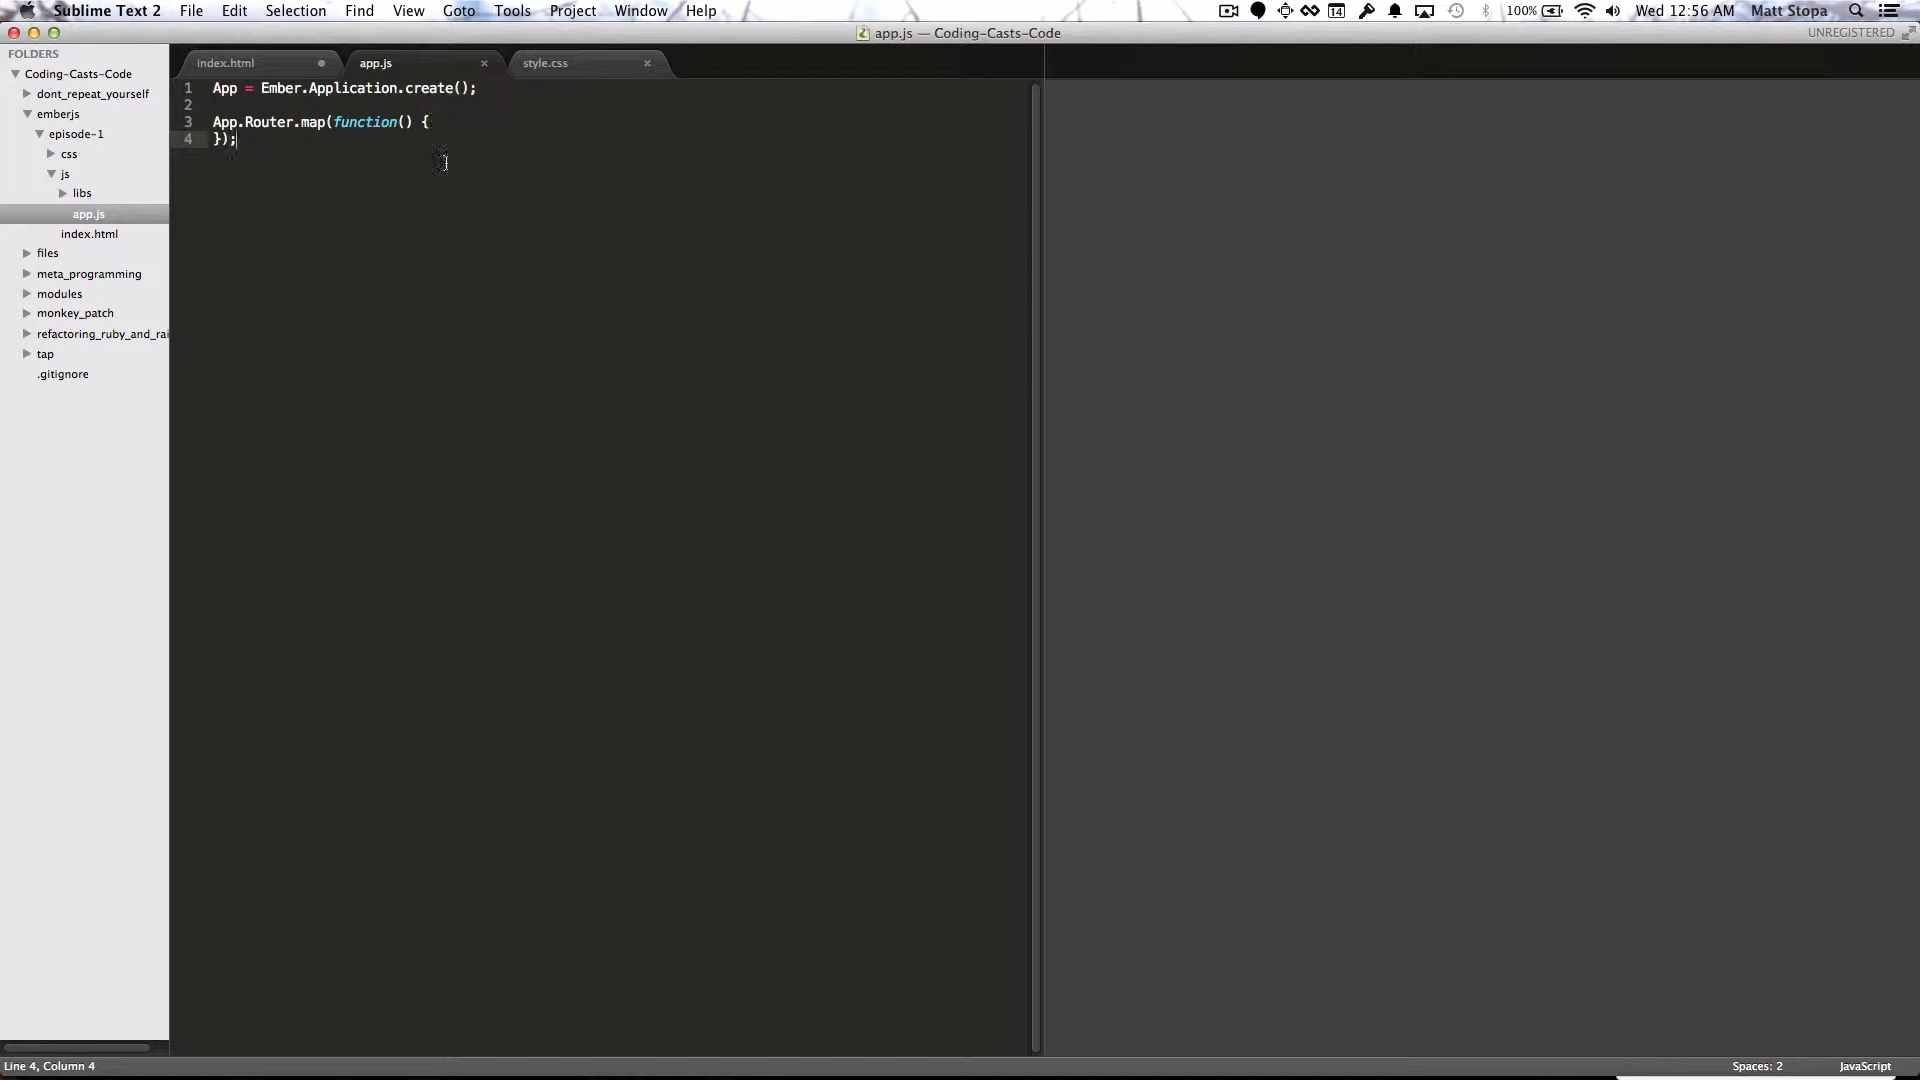 Sublime Text 2 File Edit Selection Find View Goto Tools Project Window Help 14 100% Wed 12:56 AM Matt Stopa
app.js — Coding-Casts-Code UNREGISTERED
FOLDERS
Coding-Casts-Code
dont_repeat_yourself
emberjs
episode-1
css
js
libs
app.js
index.html
files
meta_programming
modules
monkey_patch
refactoring_ruby_and_rai
tap
.gitignore
index.html app.js style.css
1 App = Ember.Application.create();
2
3 App.Router.map(function() {
4 });
Line 4, Column 4 Spaces: 2 JavaScript